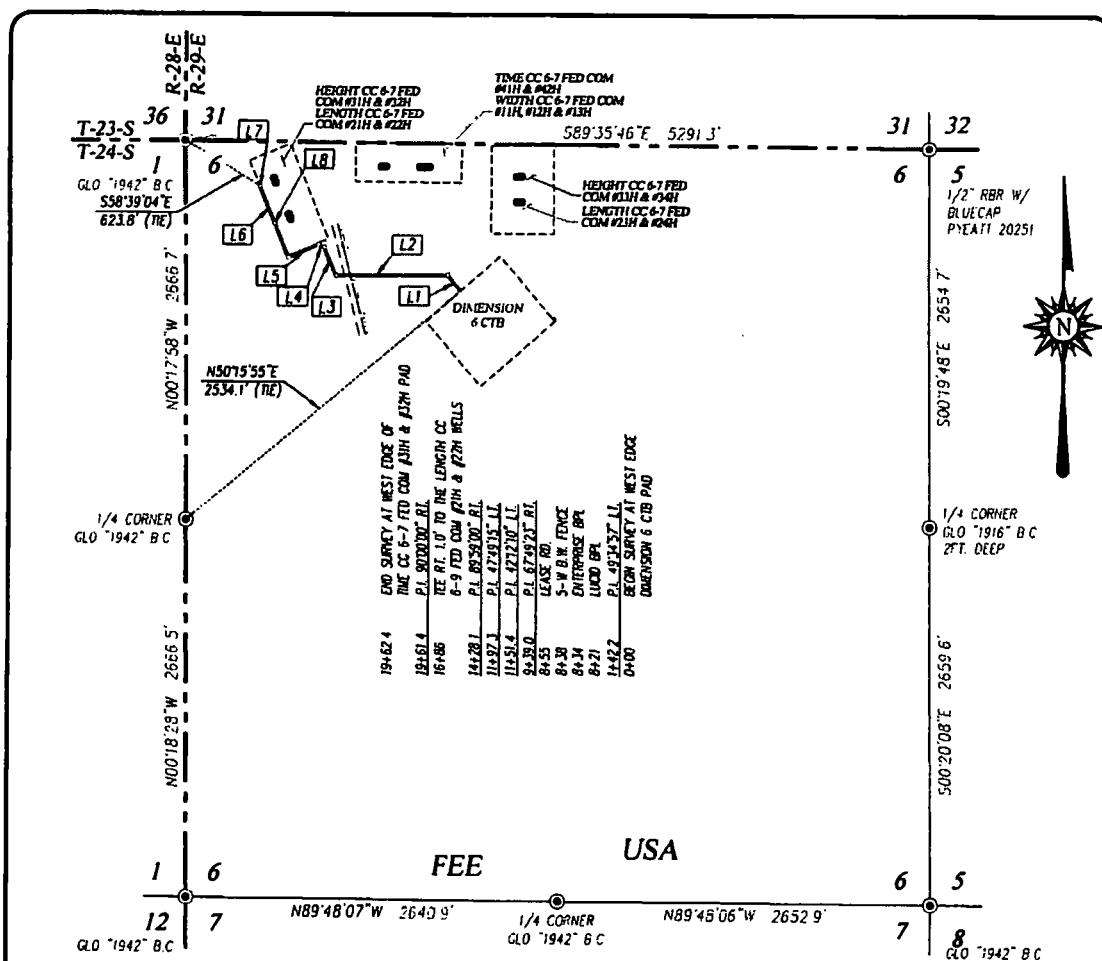 R-28-E
R-29-E
HEIGHT CC 6-7 FED
COM #31H & #32H
LENGTH CC 6-7 FED
COM #21H & #22H
TIME CC 6-7 FED COM
#41H & #42H
WIDTH CC 6-7 FED COM
#11H, #12H & #13H
36
31
L7
S89°35'46"E 5291.3'
31
32
T-23-S
T-24-S
1
6
L8
6
5
GLO "1942" B.C
S58°39'04"E
623.8' (TIE)
HEIGHT CC 6-7 FED
COM #33H & #34H
LENGTH CC 6-7 FED
COM #23H & #24H
1/2" RBR W/
BLUECAP
PYEATT 20251
L6
L5
L4
L3
L2
L1
DIMENSION
6 CTB
N00°17'58"W 2666.7'
S00°19'48"E 2654.7'
N
N50°15'55"E
2534.1' (TIE)
1/4 CORNER
GLO "1942" B C
1/4 CORNER
GLO "1916" B C
2FT. DEEP
19+62.4 END SURVEY AT WEST EDGE OF
TIME CC 6-7 FED COM #31H & #32H PAD
19+61.4 P.I. 90°00'00" RT.
16+86 TEE RT. 1.0' TO THE LENGTH CC
6-9 FED COM #21H & #22H WELLS
14+28.1 P.I. 89°59'00" RT.
11+97.3 P.I. 47°49'15" LT.
11+51.4 P.I. 42°12'10" LT.
9+39.0 P.I. 67°49'23" RT.
8+55 LEASE RD.
8+38 5-W B.W. FENCE
8+34 ENTERPRISE BPL
8+21 LUCID BPL
1+42.2 P.I. 49°34'57" LT.
0+00 BEGIN SURVEY AT WEST EDGE
DIMENSION 6 CTB PAD
N00°18'28"W 2666.5'
S00°20'08"E 2659.6'
FEE
USA
1
6
6
5
12
7
N89°48'07"W 2640.9'
1/4 CORNER
GLO "1942" B C
N89°45'06"W 2652.9'
7
8
GLO "1942" B.C
GLO "1942" B.C